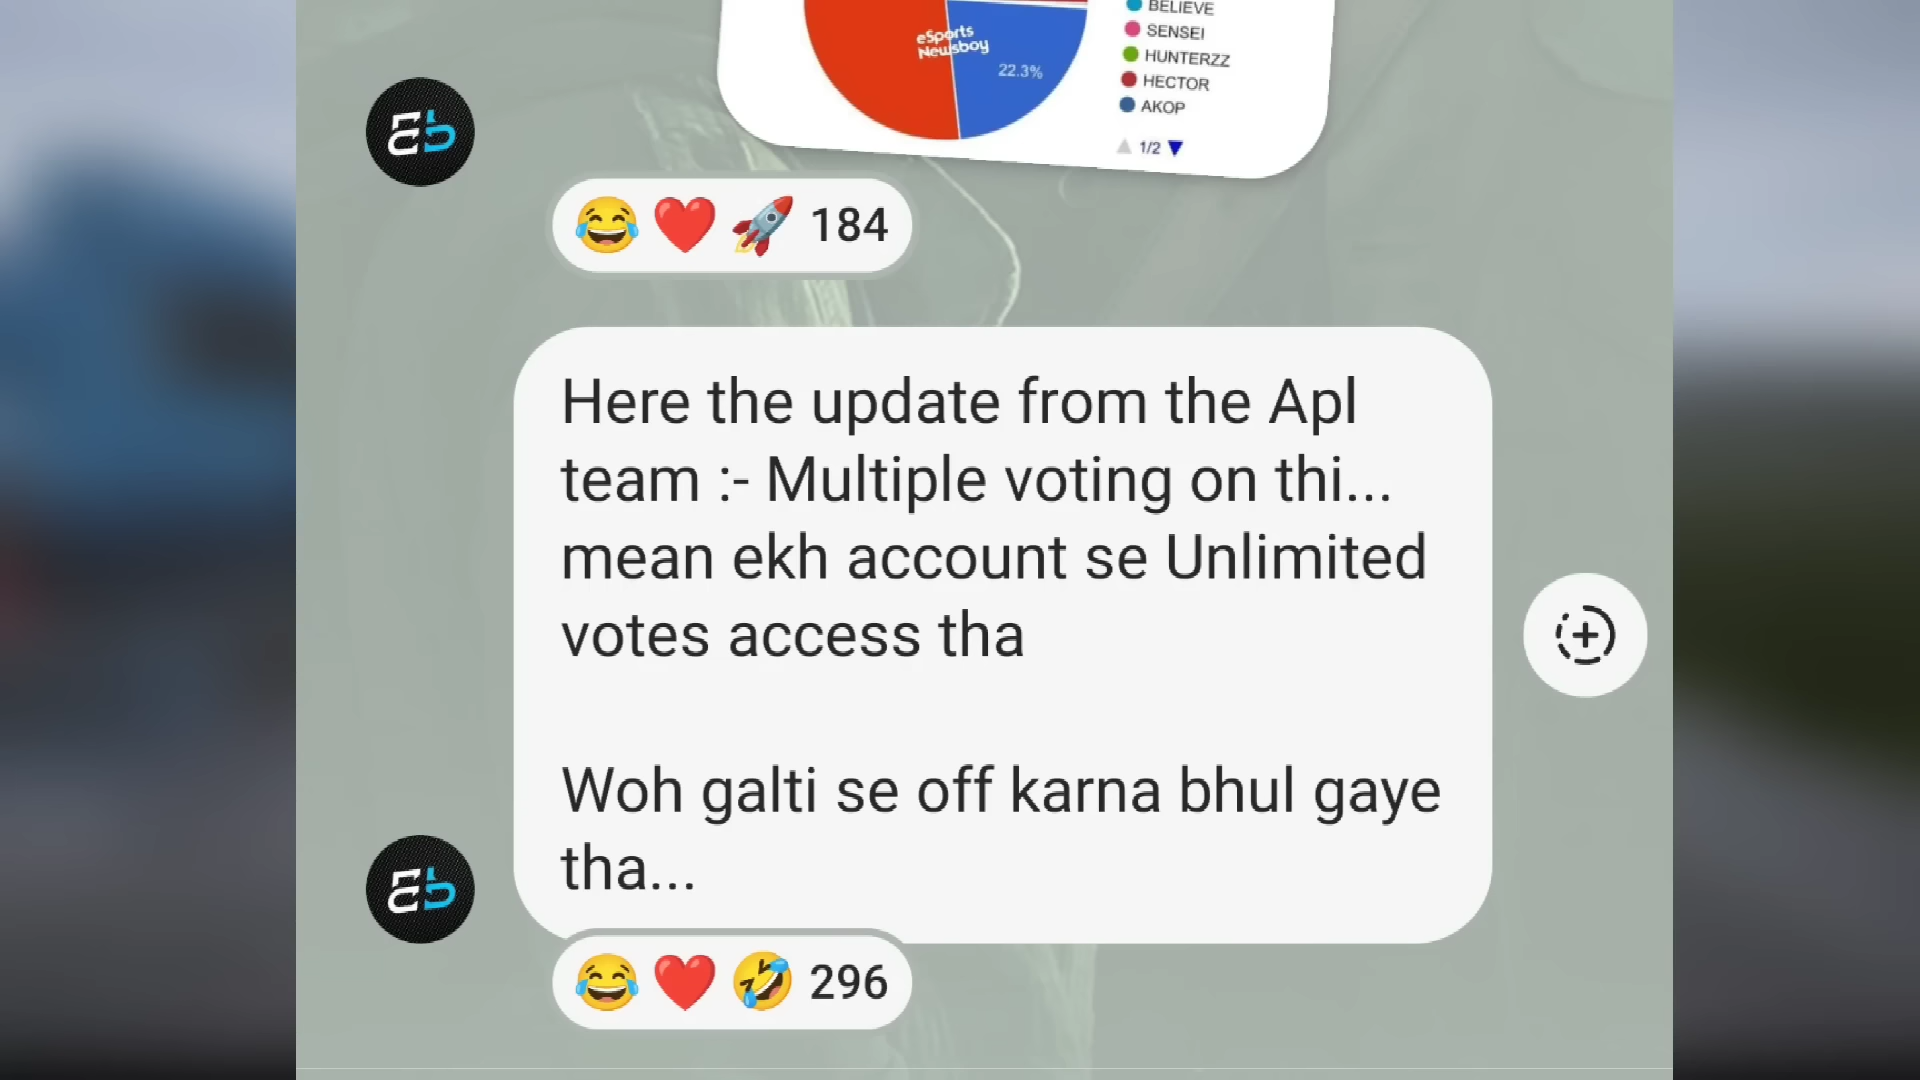 BELIEVE
SENSEI
HUNTERZZ
HECTOR
AKOP
1/2
eSports
Newsboy
22.3%
184
Here the update from the Apl
team :- Multiple voting on thi...
mean ekh account se Unlimited
votes access tha
Woh galti se off karna bhul gaye
tha...
296